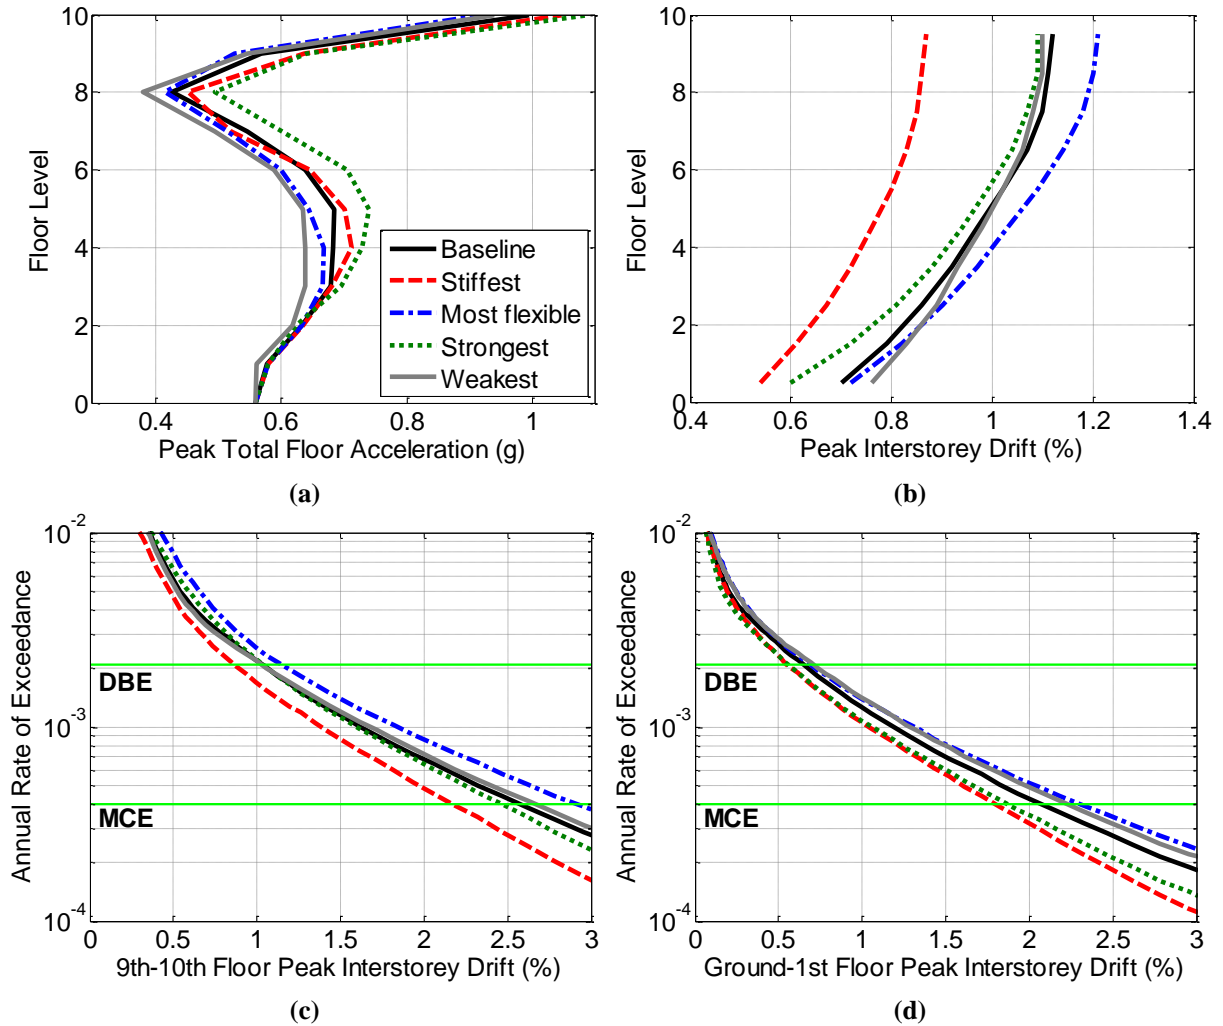 10
8
6
4
2
0
Floor Level
0.4
0.6
0.8
1
Peak Total Floor Acceleration (g)
Baseline
Stiffest
Most flexible
Strongest
Weakest
(a)
10
8
6
4
2
0
Floor Level
0.4
0.6
0.8
1
1.2
1.4
Peak Interstorey Drift (%)
(b)
10^-2
10^-3
10^-4
Annual Rate of Exceedance
DBE
MCE
0
0.5
1
1.5
2
2.5
3
9th-10th Floor Peak Interstorey Drift (%)
(c)
10^-2
10^-3
10^-4
Annual Rate of Exceedance
DBE
MCE
0
0.5
1
1.5
2
2.5
3
Ground-1st Floor Peak Interstorey Drift (%)
(d)